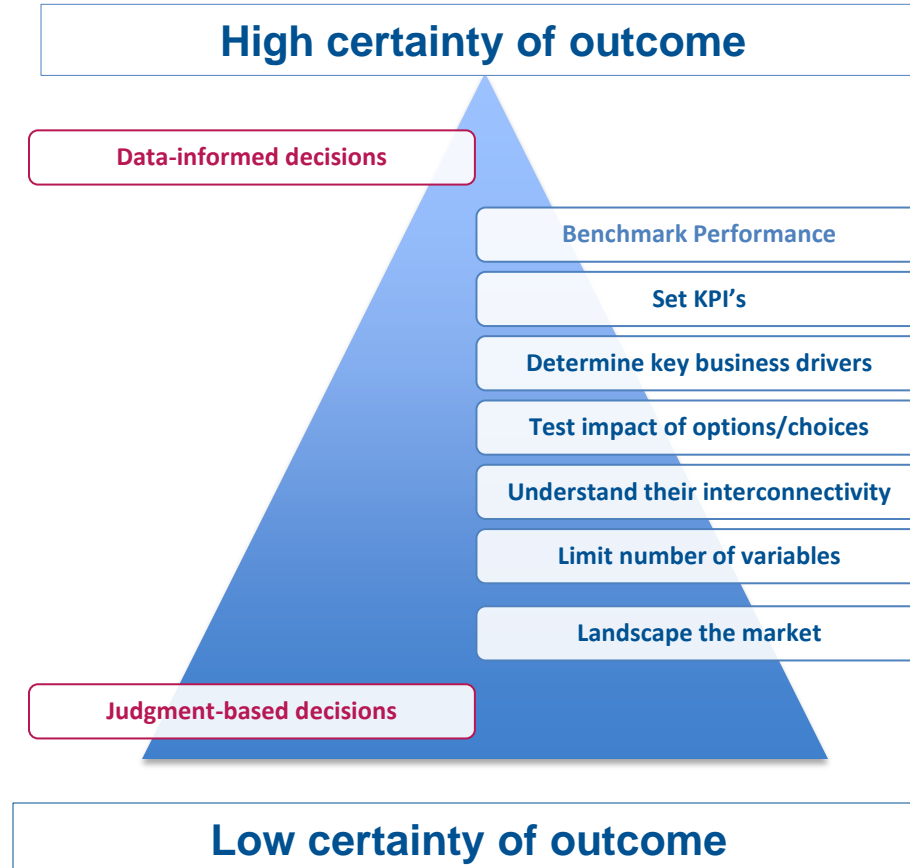 High certainty of outcome
Data-informed decisions
Benchmark Performance
Set KPI's
Determine key business drivers
Test impact of options/choices
Understand their interconnectivity
Limit number of variables
Landscape the market
Judgment-based decisions
Low certainty of outcome